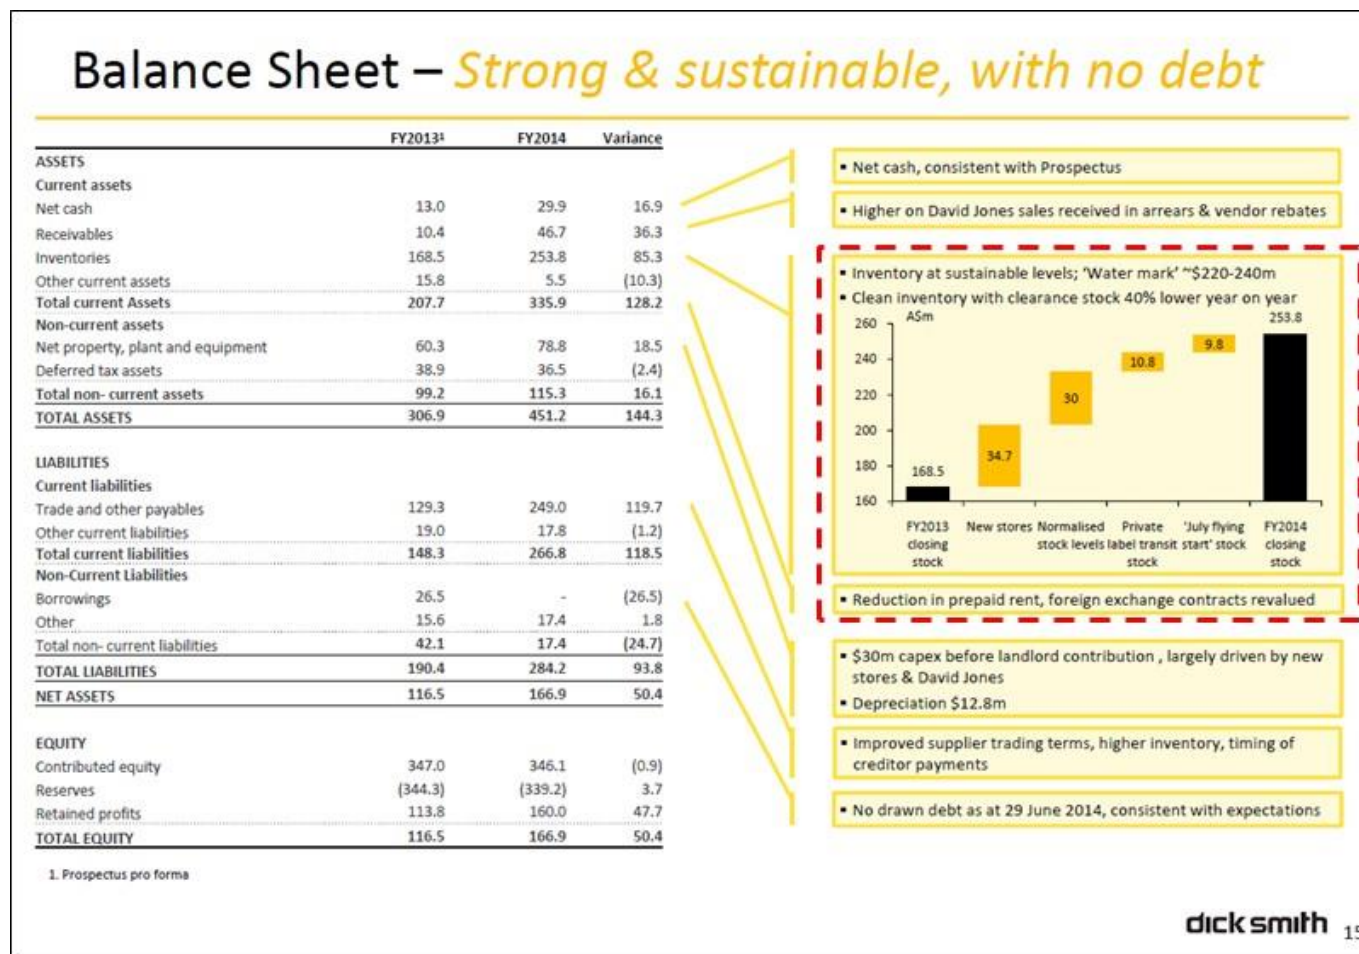 Balance Sheet – Strong & sustainable, with no debt
FY2013¹ FY2014 Variance
ASSETS
Current assets
Net cash 13.0 29.9 16.9
Receivables 10.4 46.7 36.3
Inventories 168.5 253.8 85.3
Other current assets 15.8 5.5 (10.3)
Total current Assets 207.7 335.9 128.2
Non-current assets
Net property, plant and equipment 60.3 78.8 18.5
Deferred tax assets 38.9 36.5 (2.4)
Total non- current assets 99.2 115.3 16.1
TOTAL ASSETS 306.9 451.2 144.3
LIABILITIES
Current liabilities
Trade and other payables 129.3 249.0 119.7
Other current liabilities 19.0 17.8 (1.2)
Total current liabilities 148.3 266.8 118.5
Non-Current Liabilities
Borrowings 26.5 - (26.5)
Other 15.6 17.4 1.8
Total non- current liabilities 42.1 17.4 (24.7)
TOTAL LIABILITIES 190.4 284.2 93.8
NET ASSETS 116.5 166.9 50.4
EQUITY
Contributed equity 347.0 346.1 (0.9)
Reserves (344.3) (339.2) 3.7
Retained profits 113.8 160.0 47.7
TOTAL EQUITY 116.5 166.9 50.4
1. Prospectus pro forma
▪ Net cash, consistent with Prospectus
▪ Higher on David Jones sales received in arrears & vendor rebates
▪ Inventory at sustainable levels; 'Water mark' ~$220-240m
▪ Clean inventory with clearance stock 40% lower year on year
A$m
260
240
220
200
180
160
168.5
34.7
30
10.8
9.8
253.8
FY2013 closing stock
New stores
Normalised stock levels
Private label transit stock
'July flying start' stock
FY2014 closing stock
▪ Reduction in prepaid rent, foreign exchange contracts revalued
▪ $30m capex before landlord contribution , largely driven by new
stores & David Jones
▪ Depreciation $12.8m
▪ Improved supplier trading terms, higher inventory, timing of
creditor payments
▪ No drawn debt as at 29 June 2014, consistent with expectations
dick smith
15